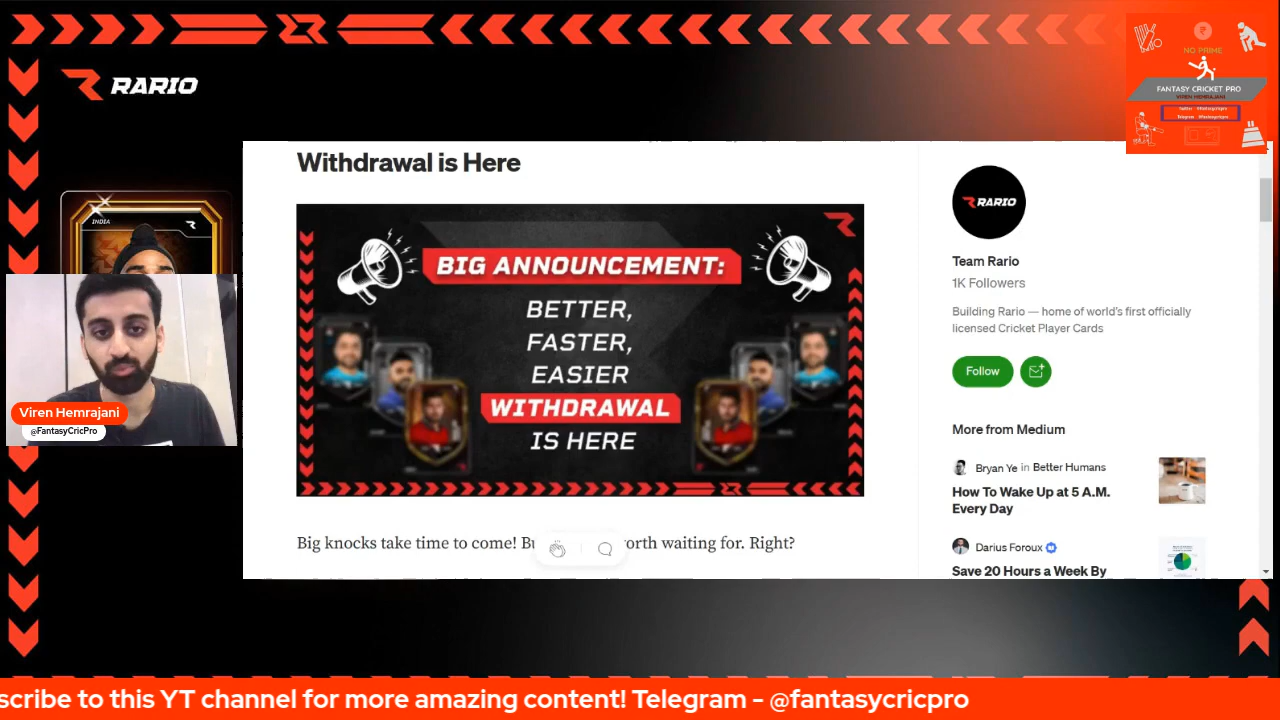 RARIO
NO PRIME
FANTASY CRICKET PRO
VIREN HEMRAJANI
INDIA
Viren Hemrajani
@FantasyCricPro
Withdrawal is Here
BIG ANNOUNCEMENT:
BETTER,
FASTER,
EASIER
WITHDRAWAL
IS HERE
Big knocks take time to come! Bu orth waiting for. Right?
RARIO
Team Rario
1K Followers
Building Rario — home of world's first officially
licensed Cricket Player Cards
Follow
More from Medium
Bryan Ye in Better Humans
How To Wake Up at 5 A.M.
Every Day
Darius Foroux
Save 20 Hours a Week By
scribe to this YT channel for more amazing content! Telegram - @fantasycricpro